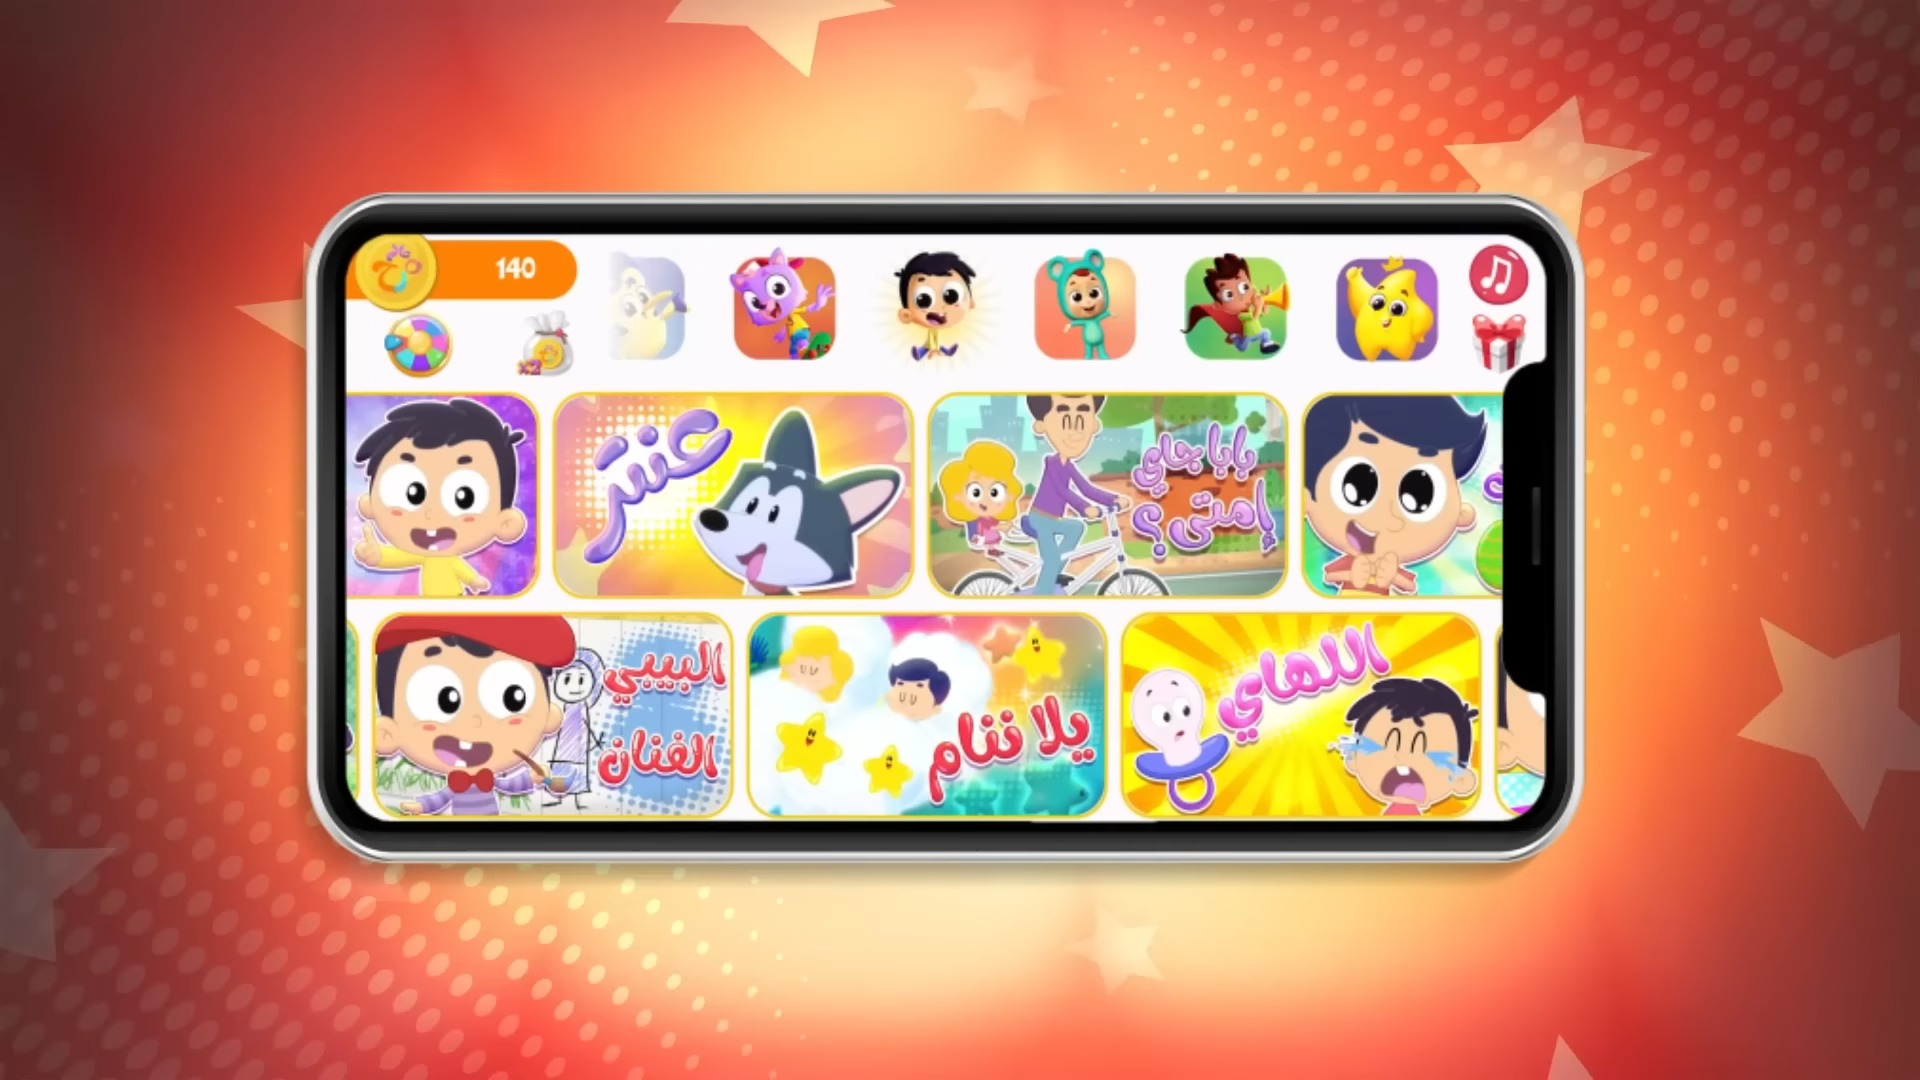 140
عنتر
بابا جاي
إمتى؟
البيبي
الفنان
يلا ننام
اللهاي